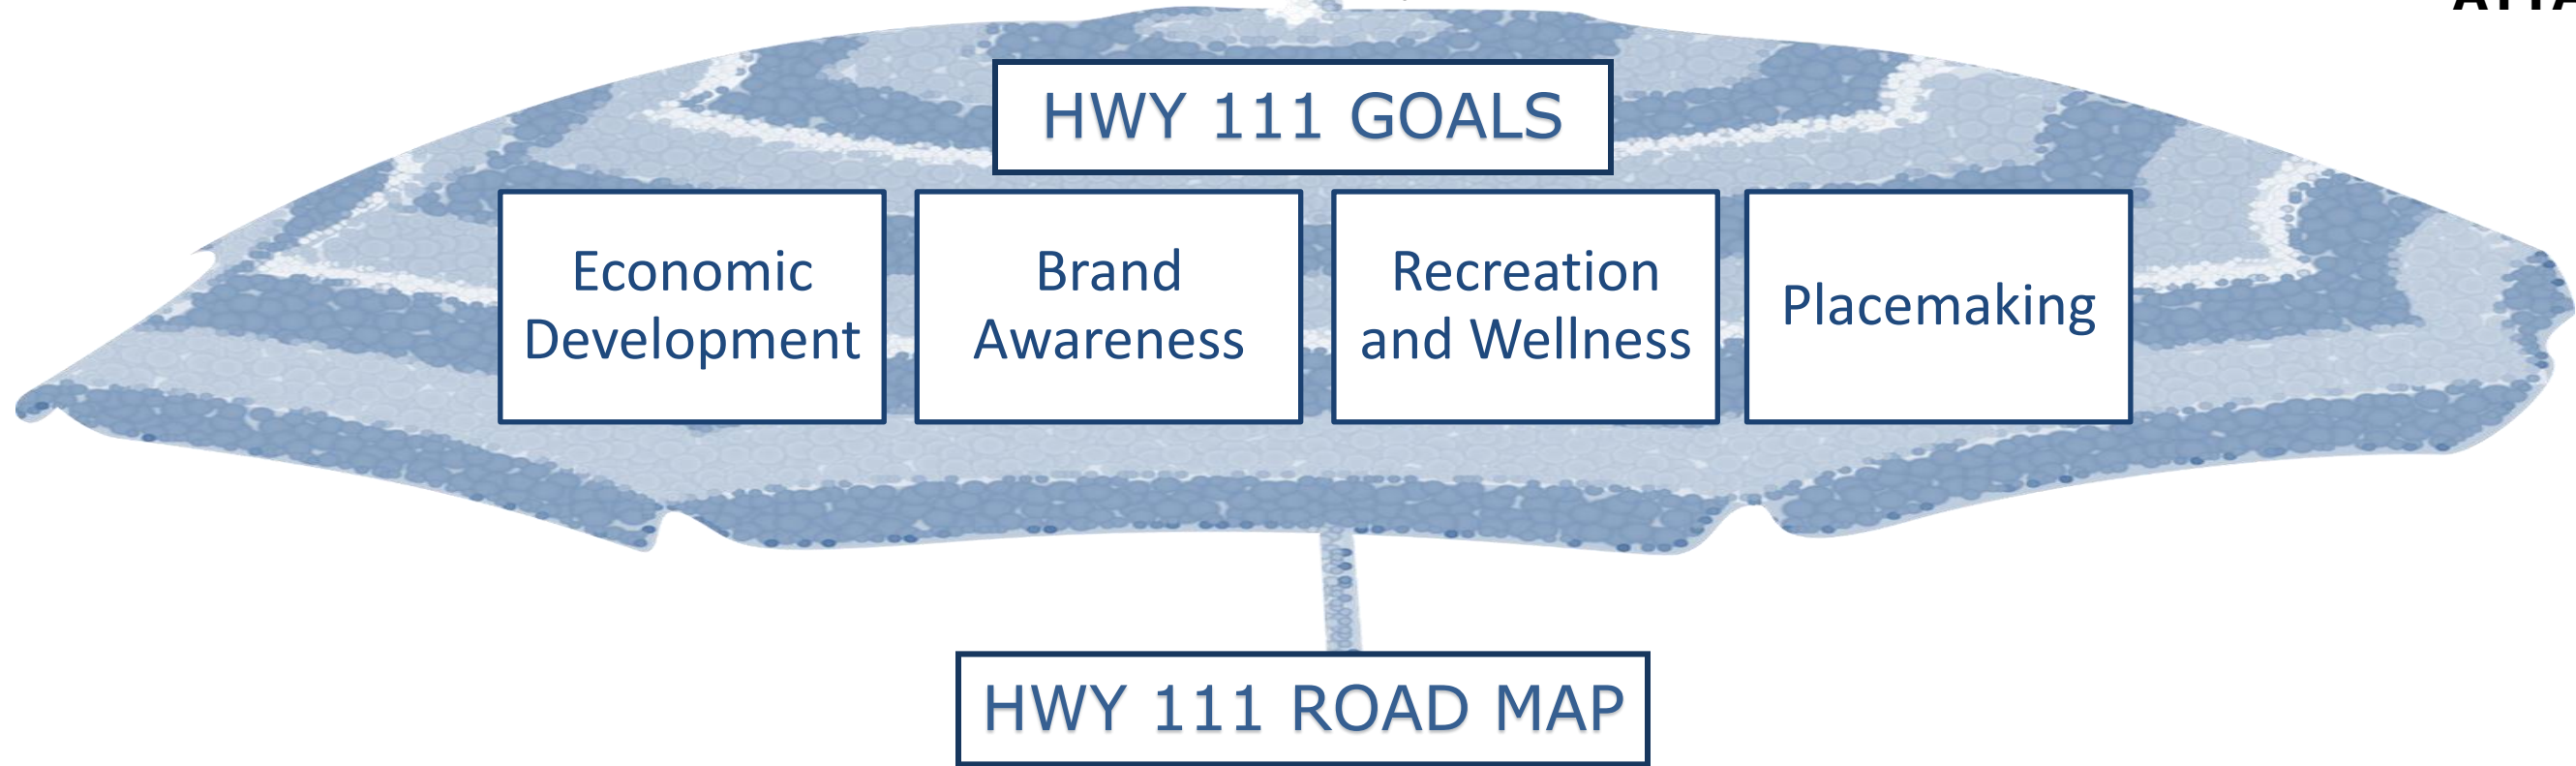 HWY 111 GOALS
Economic
Development
Brand
Awareness
Recreation
and Wellness
Placemaking
HWY 111 ROAD MAP